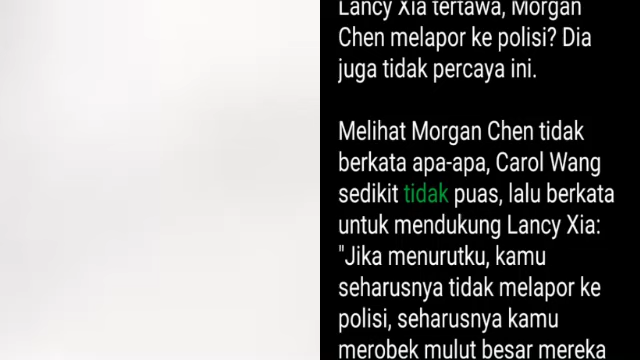 Lancy Xia tertawa, Morgan
Chen melapor ke polisi? Dia
juga tidak percaya ini.
Melihat Morgan Chen tidak
berkata apa-apa, Carol Wang
sedikit tidak puas, lalu berkata
untuk mendukung Lancy Xia:
"Jika menurutku, kamu
seharusnya tidak melapor ke
polisi, seharusnya kamu
merobek mulut besar mereka